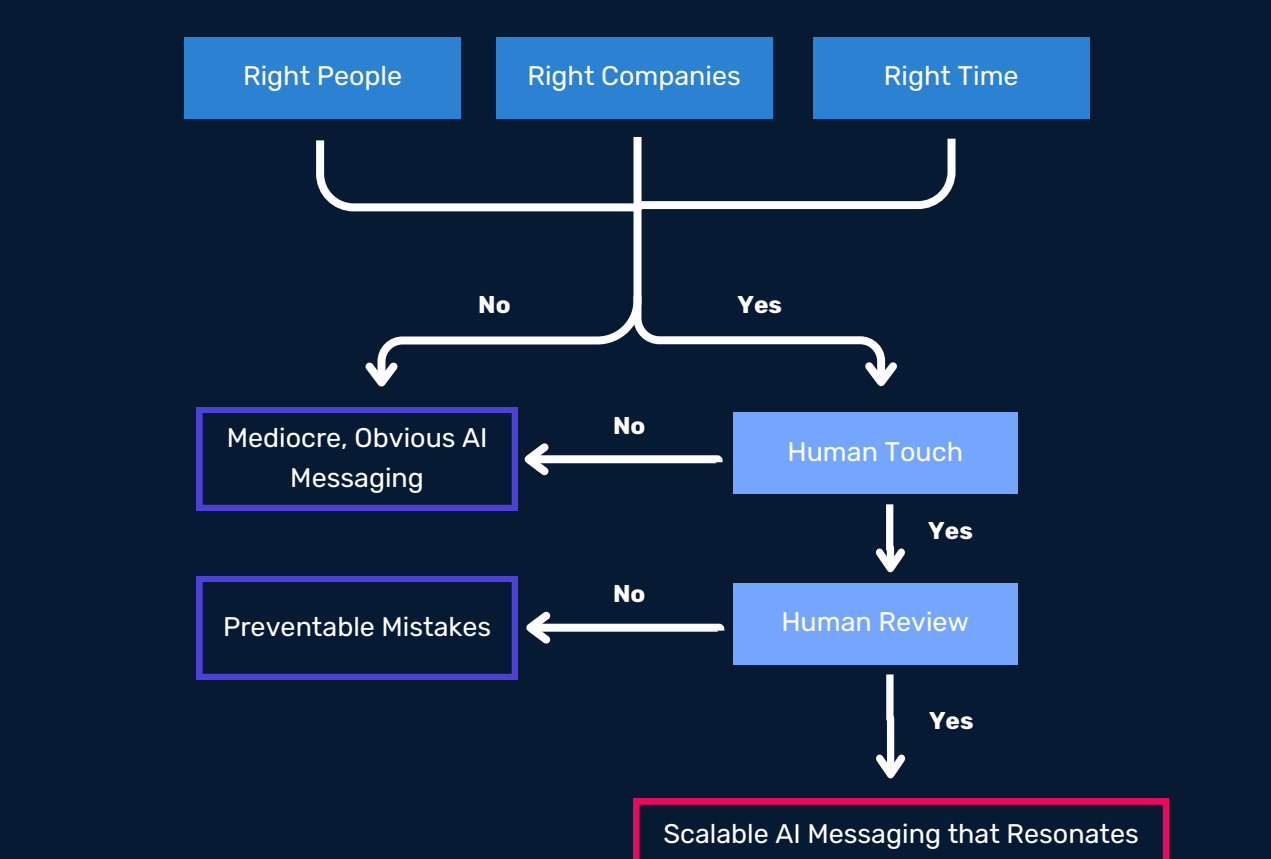 Right People
Right Companies
Right Time
No
Yes
Mediocre, Obvious AI
Messaging
No
Human Touch
Yes
Preventable Mistakes
No
Human Review
Yes
Scalable AI Messaging that Resonates